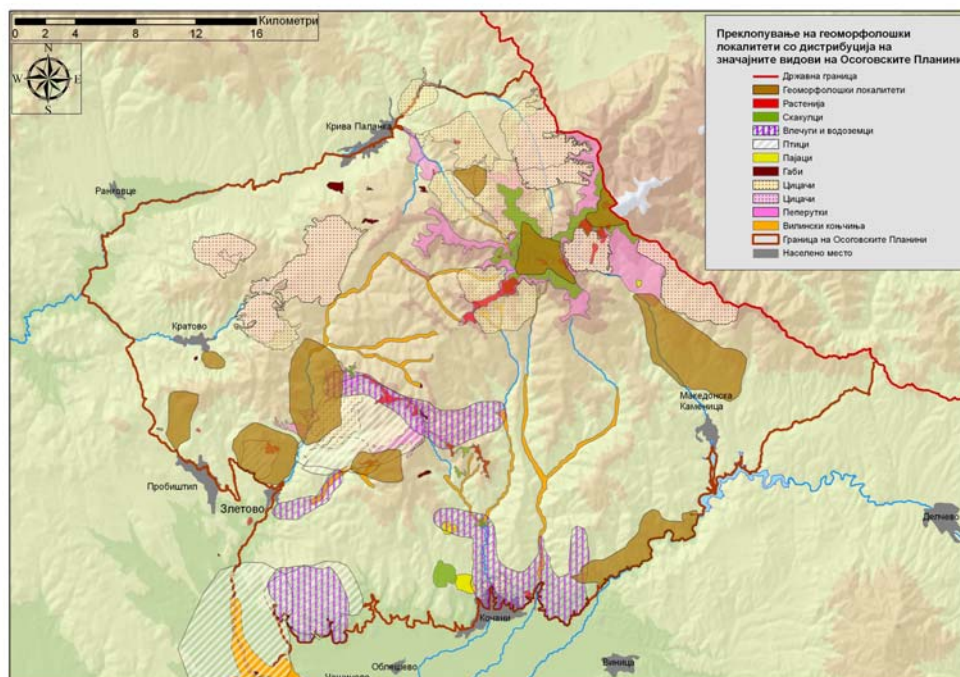 Километри
0 2 4 8 12 16
N
W E
S
Преклопување на геоморфолошки
локалитети со дистрибуција на
значајните видови на Осоговските Планини
Државна граница
Геоморфолошки локалитети
Растенија
Скакулци
Влечуги и водоземци
Птици
Пајаци
Габи
Цицачи
Цицачи
Пеперутки
Вилински коњчиња
Граница на Осоговските Планини
Населено место
Крива Паланка
Ранковце
Кратово
Македонска
Каменица
Пробиштип
Злетово
Делчево
Кочани
Облешево
Виница